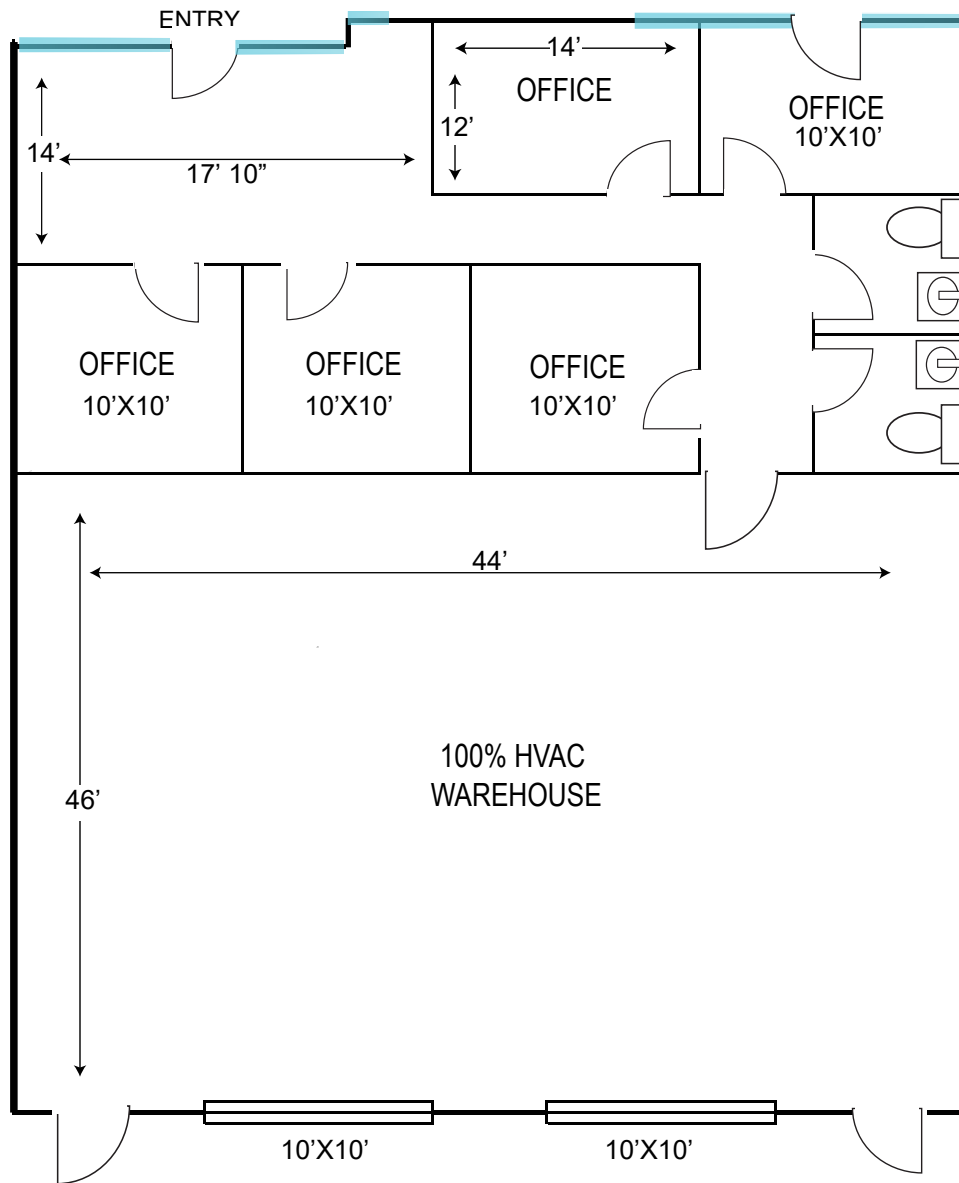 ENTRY
14'
OFFICE
12'
OFFICE
10’X10’
14’
17’ 10”
OFFICE
10’X10’
OFFICE
10’X10’
OFFICE
10’X10’
44’
100% HVAC
WAREHOUSE
46’
10’X10’
10’X10’